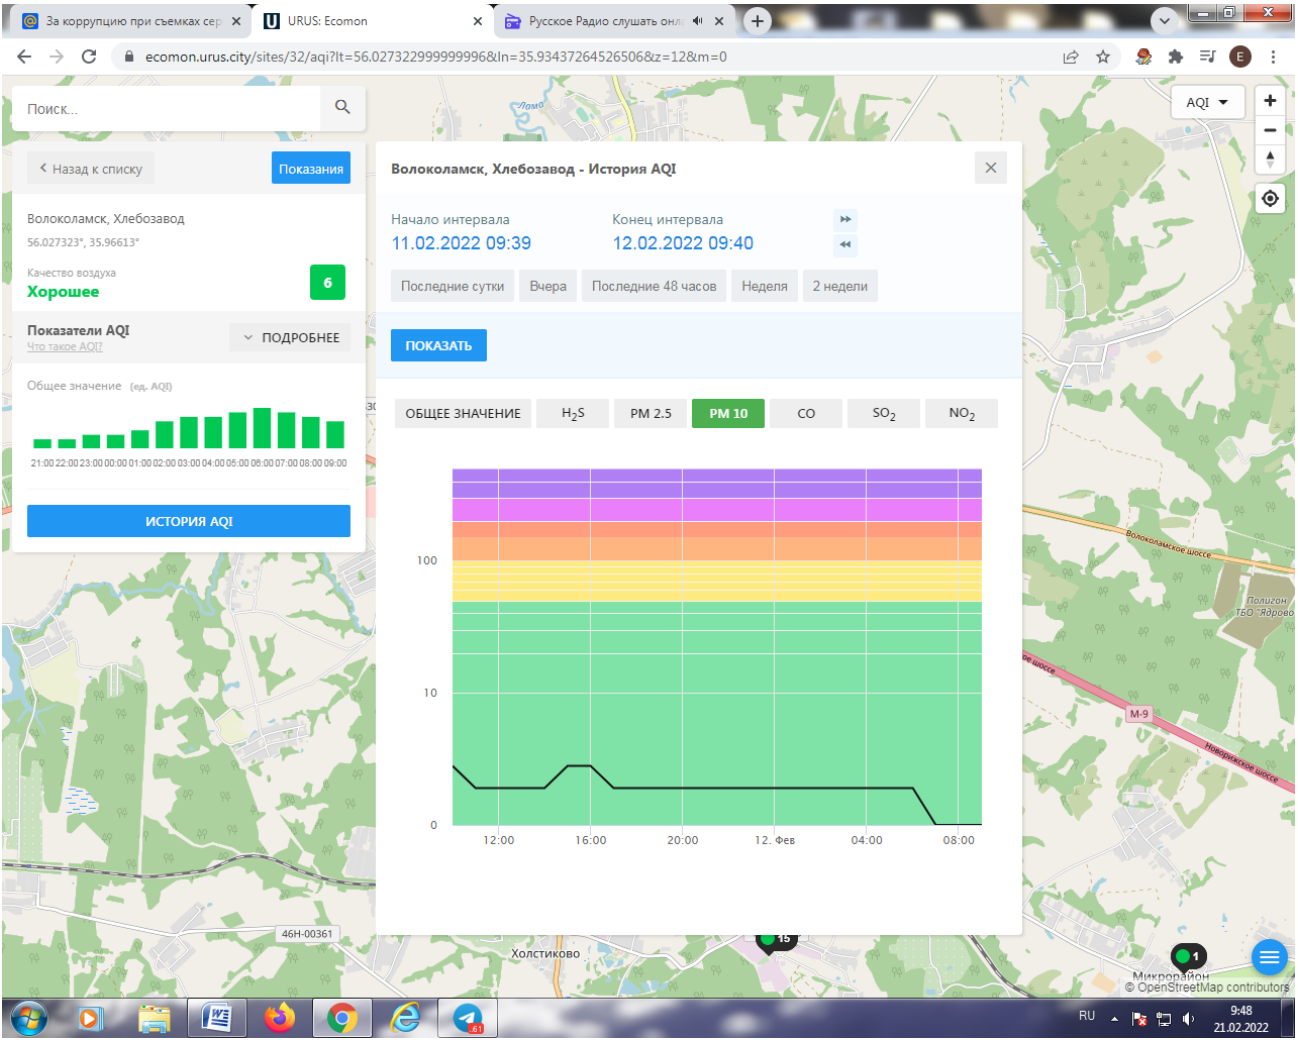 За коррупцию при съемках сер
URUS: Ecomon
Русское Радио слушать онл
ecomon.urus.city/sites/32/aqi?lt=56.027322999999996&ln=35.93437264526506&z=12&m=0
E
Поиск...
AQI
Лама
Назад к списку
Показания
Волоколамск, Хлебозавод
56.027323°, 35.96613°
Качество воздуха
Хорошее
6
Показатели AQI
Что такое AQI?
ПОДРОБНЕЕ
Общее значение (ед. AQI)
21:00 22:00 23:00 00:00 01:00 02:00 03:00 04:00 05:00 06:00 07:00 08:00 09:00
ИСТОРИЯ AQI
Волоколамск, Хлебозавод - История AQI
Начало интервала
Конец интервала
11.02.2022 09:39
12.02.2022 09:40
Последние сутки
Вчера
Последние 48 часов
Неделя
2 недели
ПОКАЗАТЬ
ОБЩЕЕ ЗНАЧЕНИЕ
H2S
PM 2.5
PM 10
CO
SO2
NO2
100
10
0
12:00
16:00
20:00
12. Фев
04:00
08:00
Волоколамское шоссе
Полигон
ТБО "Ядрово
M-9
Новорижское шоссе
46Н-00361
Холстиково
15
1
Микрорайон
© OpenStreetMap contributors
61
RU
9:48
21.02.2022